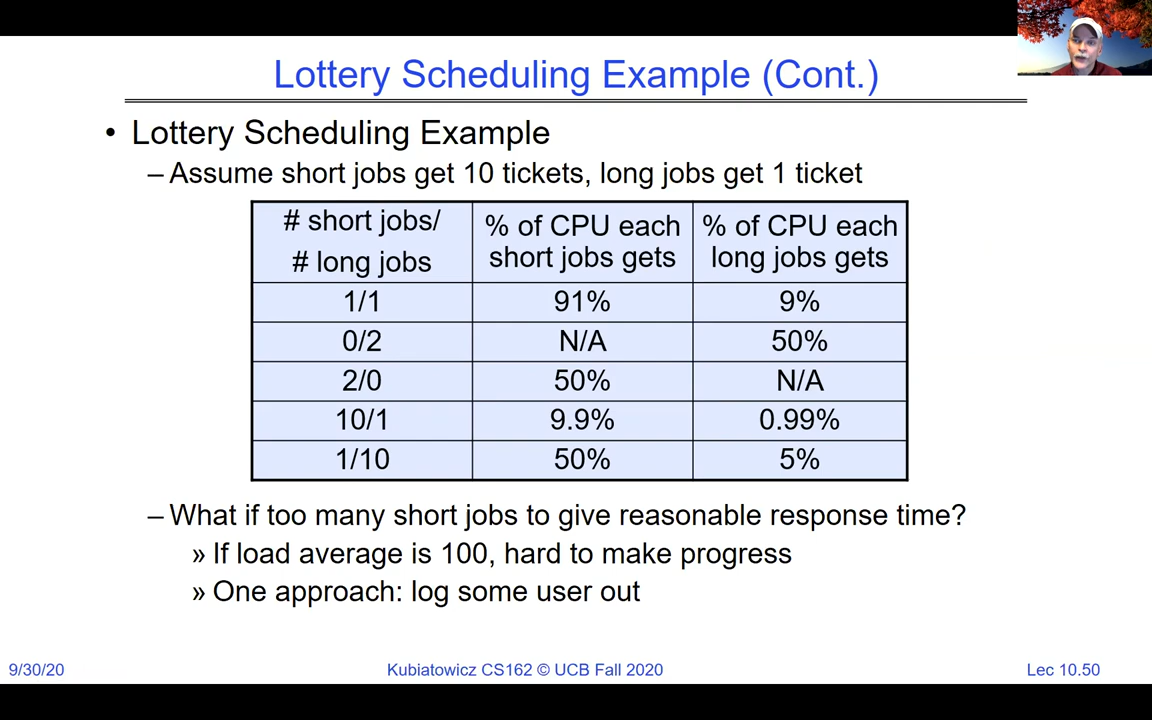 Lottery Scheduling Example (Cont.)
• Lottery Scheduling Example
– Assume short jobs get 10 tickets, long jobs get 1 ticket
# short jobs/
# long jobs
% of CPU each
short jobs gets
% of CPU each
long jobs gets
1/1 91% 9%
0/2 N/A 50%
2/0 50% N/A
10/1 9.9% 0.99%
1/10 50% 5%
– What if too many short jobs to give reasonable response time?
» If load average is 100, hard to make progress
» One approach: log some user out
9/30/20 Kubiatowicz CS162 © UCB Fall 2020 Lec 10.50